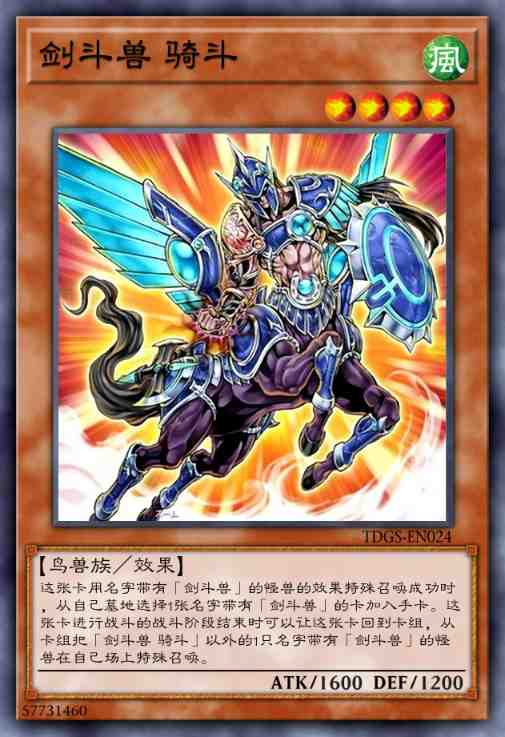 剑斗兽 骑斗
風
TDGS-EN024
【鸟兽族／效果】
这张卡用名字带有「剑斗兽」的怪兽的效果特殊召唤成功时
，从自己墓地选择1张名字带有「剑斗兽」的卡加入手卡。这
张卡进行战斗的战斗阶段结束时可以让这张卡回到卡组，从
卡组把「剑斗兽 骑斗」以外的1只名字带有「剑斗兽」的怪
兽在自己场上特殊召唤。
ATK/1600 DEF/1200
57731460